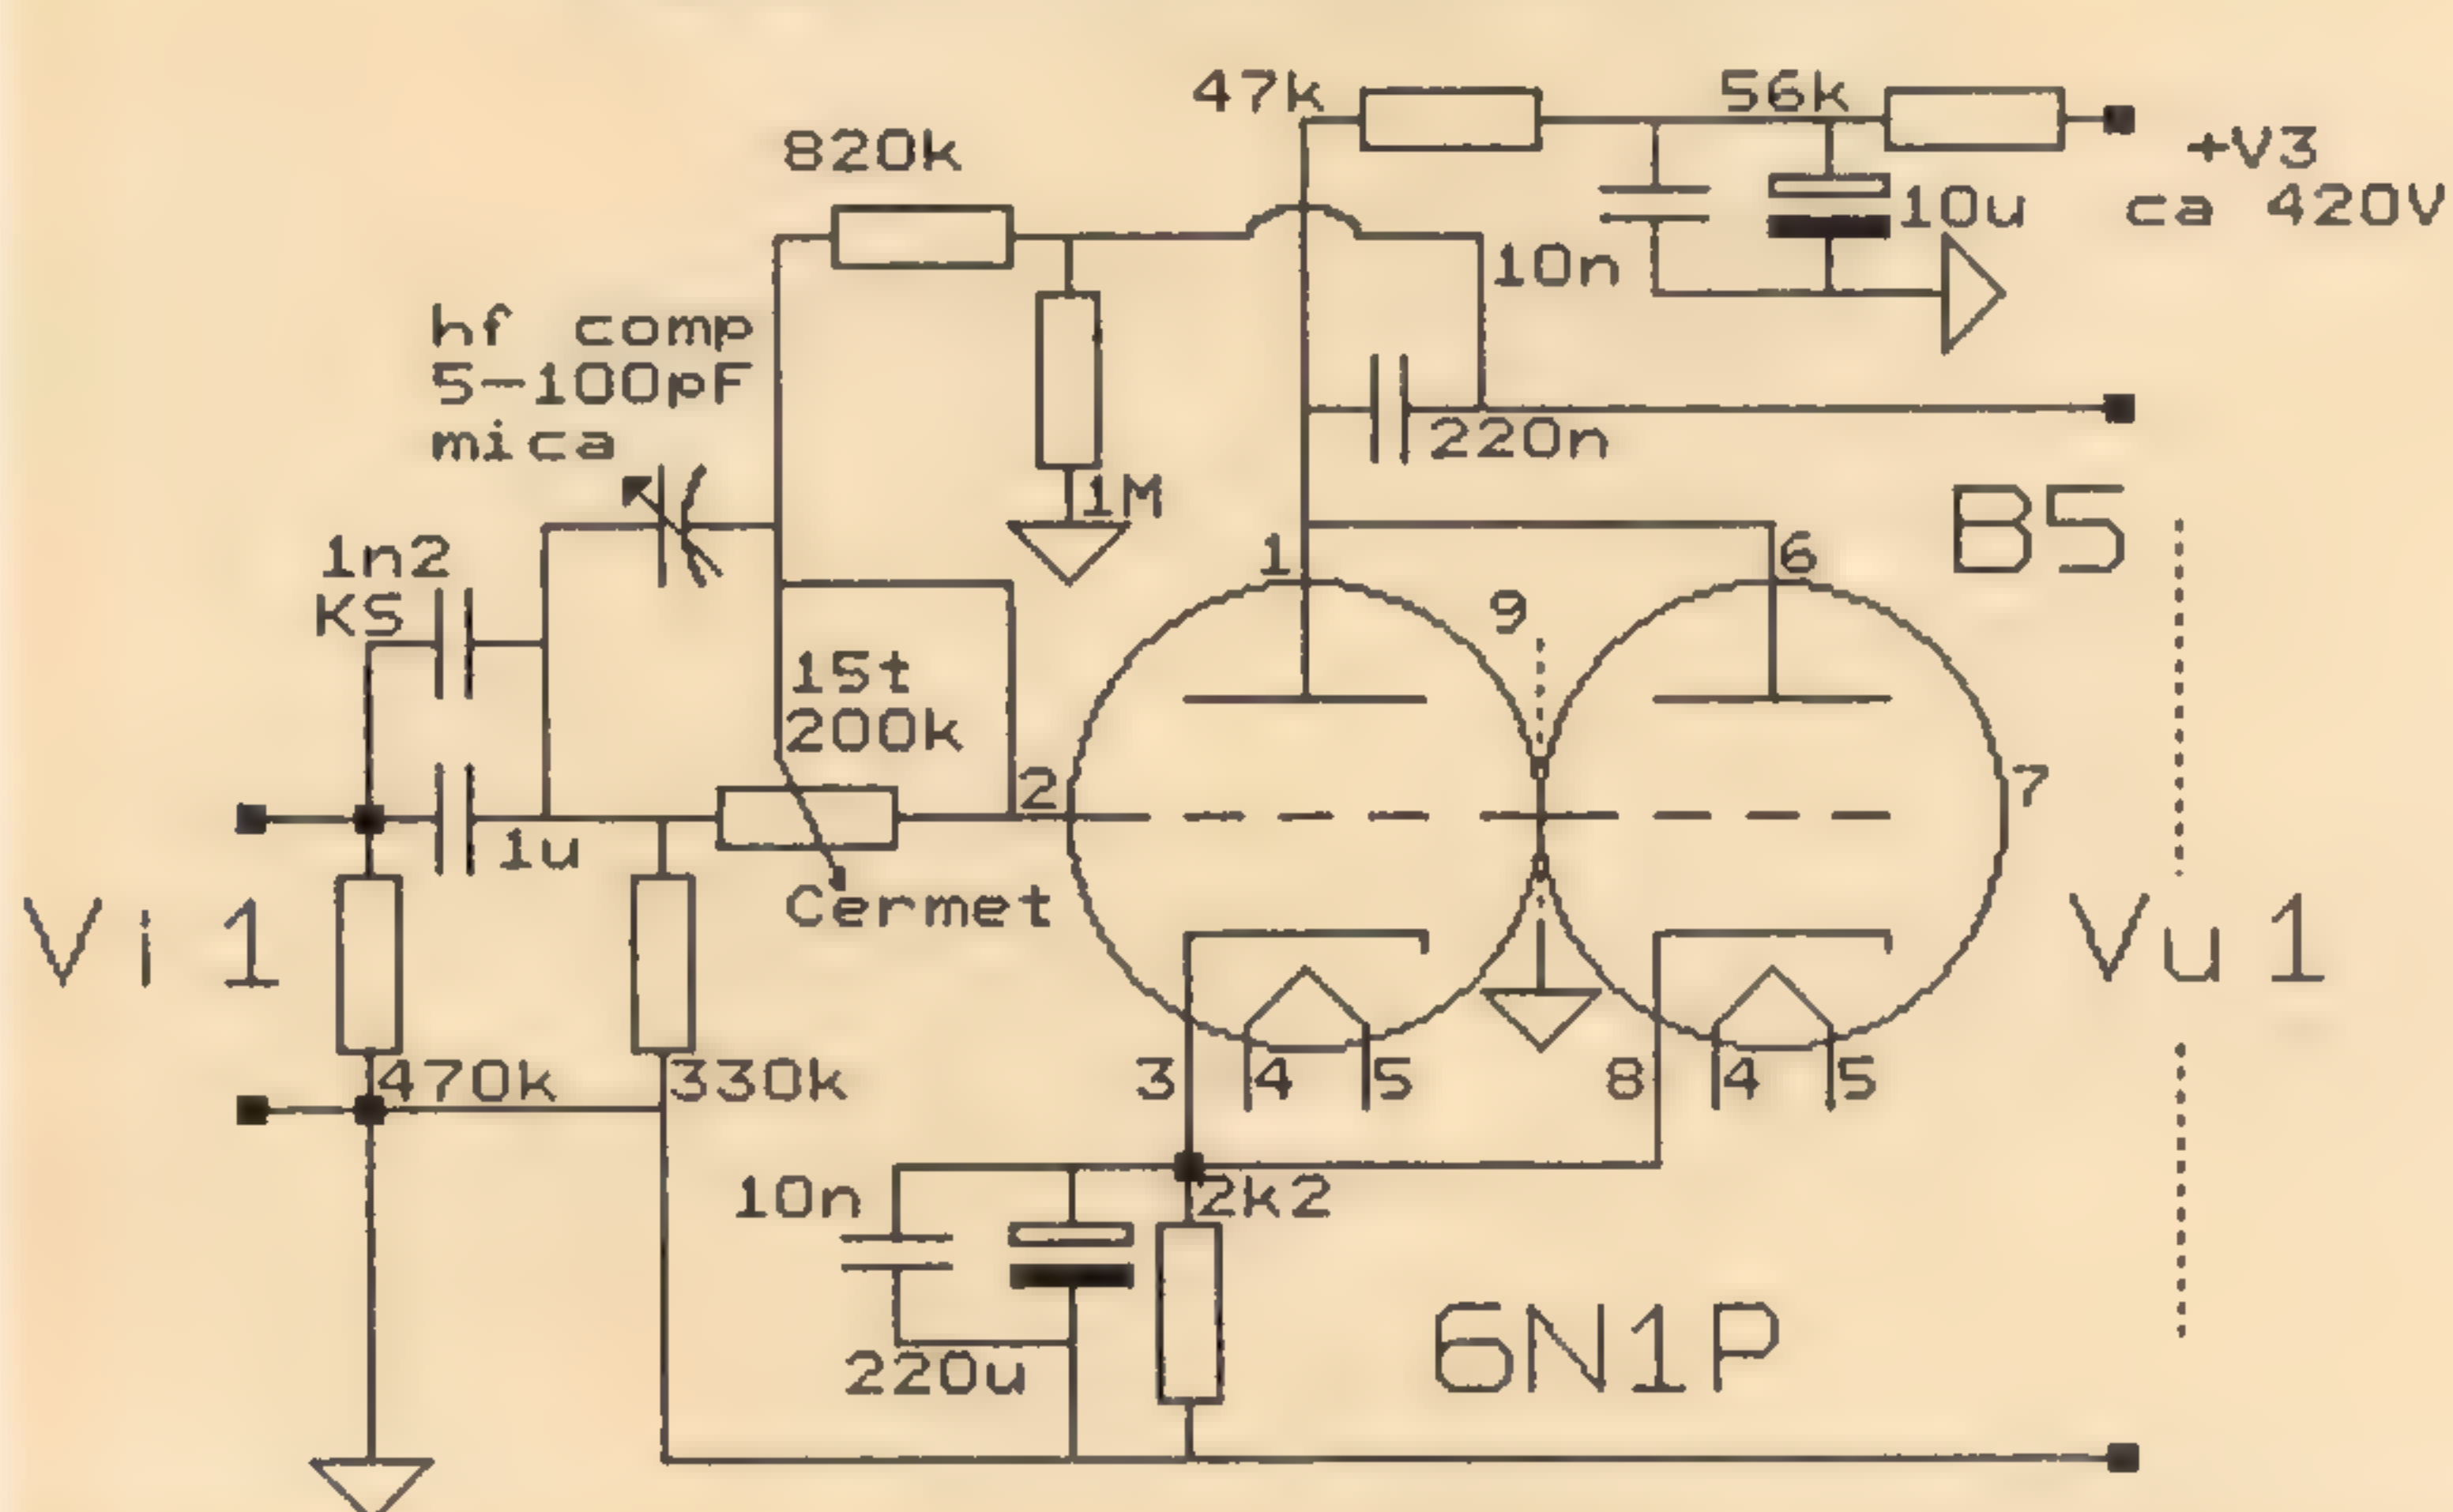 47k
56k
820k
+V3
10u
ca 420V
10n
hf comp
5-100pF
mica
220n
1M
B5
1n2
KS
1
6
9
1St
200k
2
7
1u
Cermet
Vi 1
Vu 1
470k
330k
3
4
5
8
4
5
10n
2k2
220u
6N1P